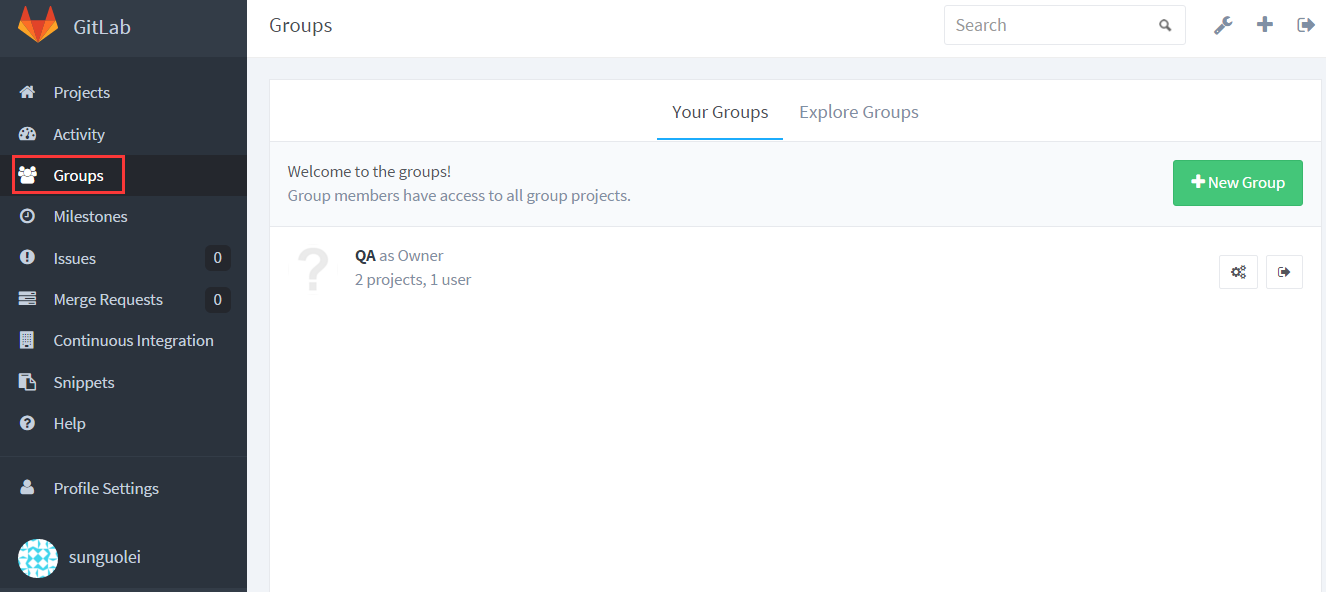 GitLab
Groups
Search
Projects
Activity
Groups
Milestones
Issues 0
Merge Requests 0
Continuous Integration
Snippets
Help
Profile Settings
sunguolei
Your Groups Explore Groups
Welcome to the groups!
Group members have access to all group projects.
New Group
QA as Owner
2 projects, 1 user